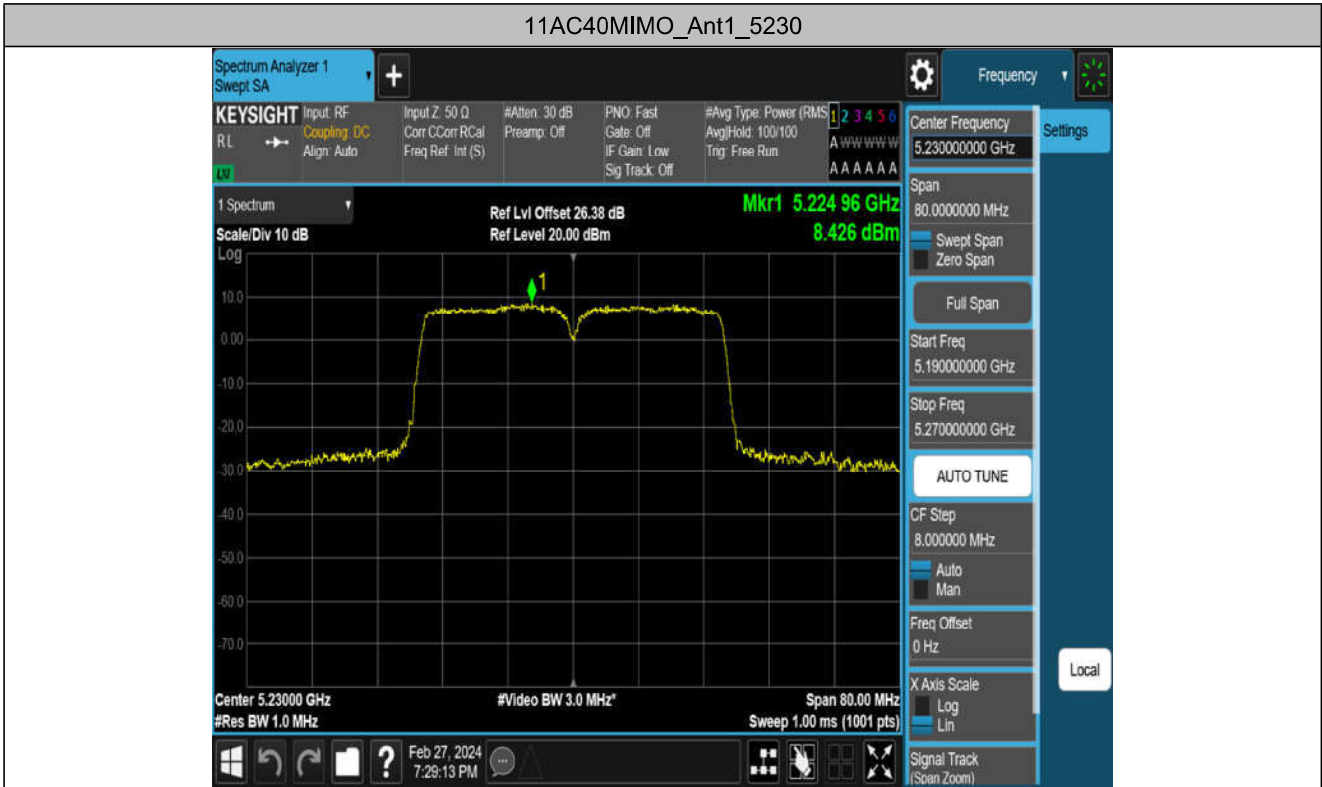 11AC40MIMO_Ant1_5230
Spectrum Analyzer 1
Swept SA
+
Frequency
KEYSIGHT
RL
LXI
Input: RF
Coupling: DC
Align: Auto
Input Z: 50 Ω
Corr CCorr RCal
Freq Ref: Int (S)
#Atten: 30 dB
Preamp: Off
PNO: Fast
Gate: Off
IF Gain: Low
Sig Track: Off
#Avg Type: Power (RMS
Avg|Hold: 100/100
Trig: Free Run
1 2 3 4 5 6
A W W W W W
A A A A A A
1 Spectrum
Scale/Div 10 dB
Log
Ref Lvl Offset 26.38 dB
Ref Level 20.00 dBm
Mkr1 5.224 96 GHz
8.426 dBm
1
10.0
0.00
-10.0
-20.0
-30.0
-40.0
-50.0
-60.0
-70.0
Center 5.23000 GHz
#Res BW 1.0 MHz
#Video BW 3.0 MHz*
Span 80.00 MHz
Sweep 1.00 ms (1001 pts)
?
Feb 27, 2024
7:29:13 PM
Center Frequency
5.230000000 GHz
Settings
Span
80.0000000 MHz
Swept Span
Zero Span
Full Span
Start Freq
5.190000000 GHz
Stop Freq
5.270000000 GHz
AUTO TUNE
CF Step
8.000000 MHz
Auto
Man
Freq Offset
0 Hz
X Axis Scale
Log
Lin
Local
Signal Track
(Span Zoom)